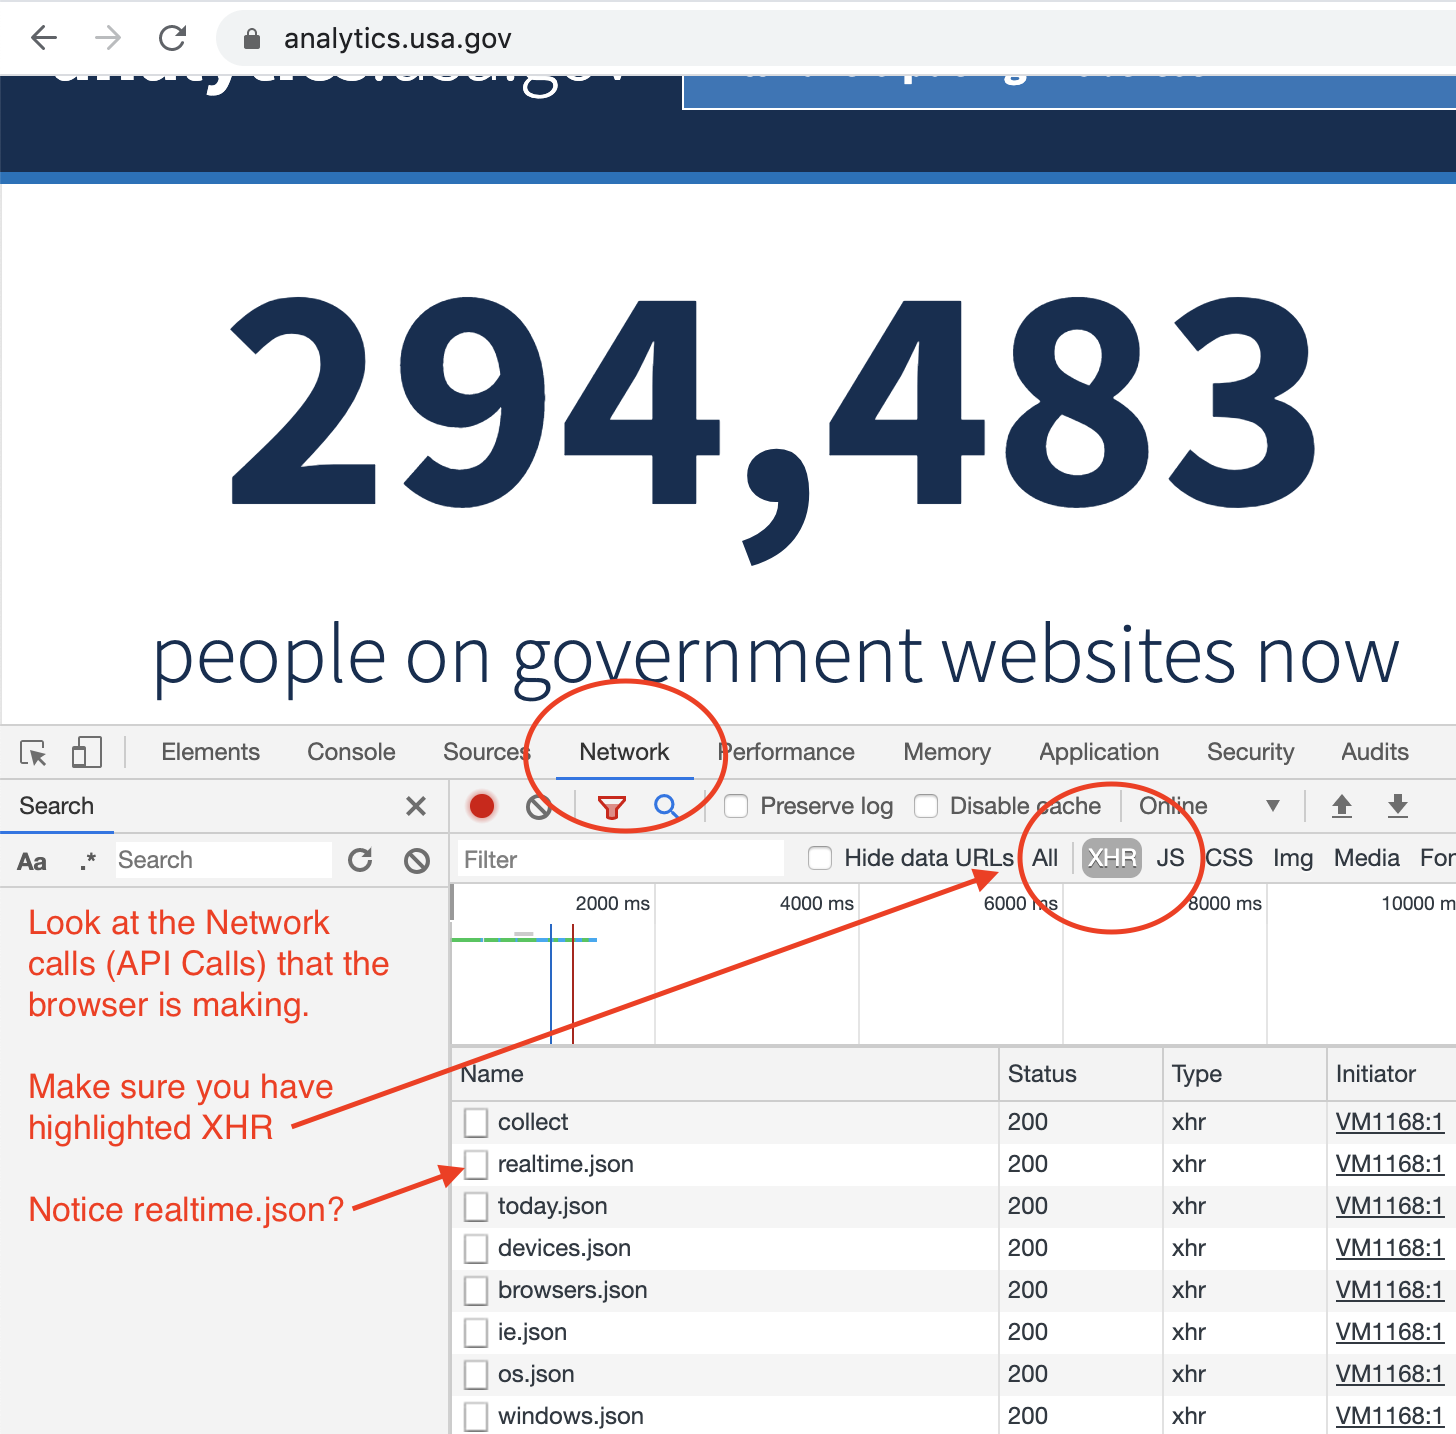 analytics.usa.gov
analytics.usa.gov
294,483
people on government websites now
Elements Console Sources Network Performance Memory Application Security Audits
Search
Preserve log Disable cache Online
Aa .* Search
Filter Hide data URLs All XHR JS CSS Img Media For
2000 ms 4000 ms 6000 ms 8000 ms 10000 m
Look at the Network
calls (API Calls) that the
browser is making.
Make sure you have
highlighted XHR
Notice realtime.json?
Name Status Type Initiator
collect 200 xhr VM1168:1
realtime.json 200 xhr VM1168:1
today.json 200 xhr VM1168:1
devices.json 200 xhr VM1168:1
browsers.json 200 xhr VM1168:1
ie.json 200 xhr VM1168:1
os.json 200 xhr VM1168:1
windows.json 200 xhr VM1168:1